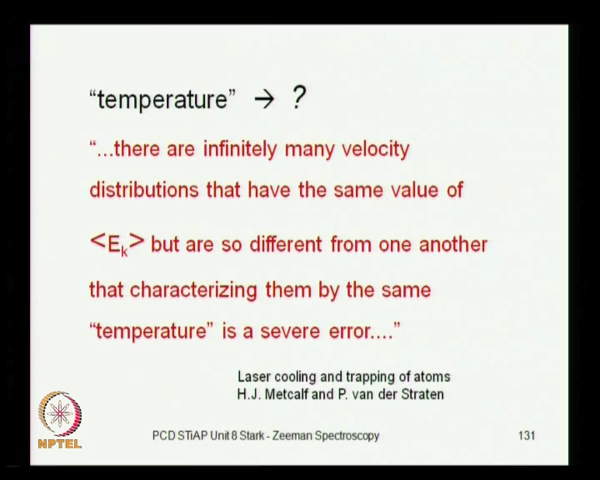 “temperature” → ?
“...there are infinitely many velocity
distributions that have the same value of
<Eₖ> but are so different from one another
that characterizing them by the same
“temperature” is a severe error....”
Laser cooling and trapping of atoms
H.J. Metcalf and P. van der Straten
NPTEL
PCD STiAP Unit 8 Stark - Zeeman Spectroscopy 131